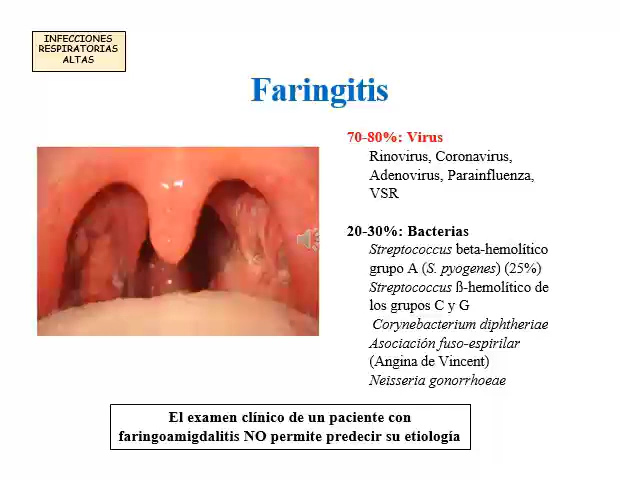 INFECCIONES
RESPIRATORIAS
ALTAS
Faringitis
70-80%: Virus
Rinovirus, Coronavirus,
Adenovirus, Parainfluenza,
VSR
20-30%: Bacterias
Streptococcus beta-hemolítico
grupo A (S. pyogenes) (25%)
Streptococcus ß-hemolítico de
los grupos C y G
Corynebacterium diphtheriae
Asociación fuso-espirilar
(Angina de Vincent)
Neisseria gonorrhoeae
El examen clínico de un paciente con
faringoamigdalitis NO permite predecir su etiología